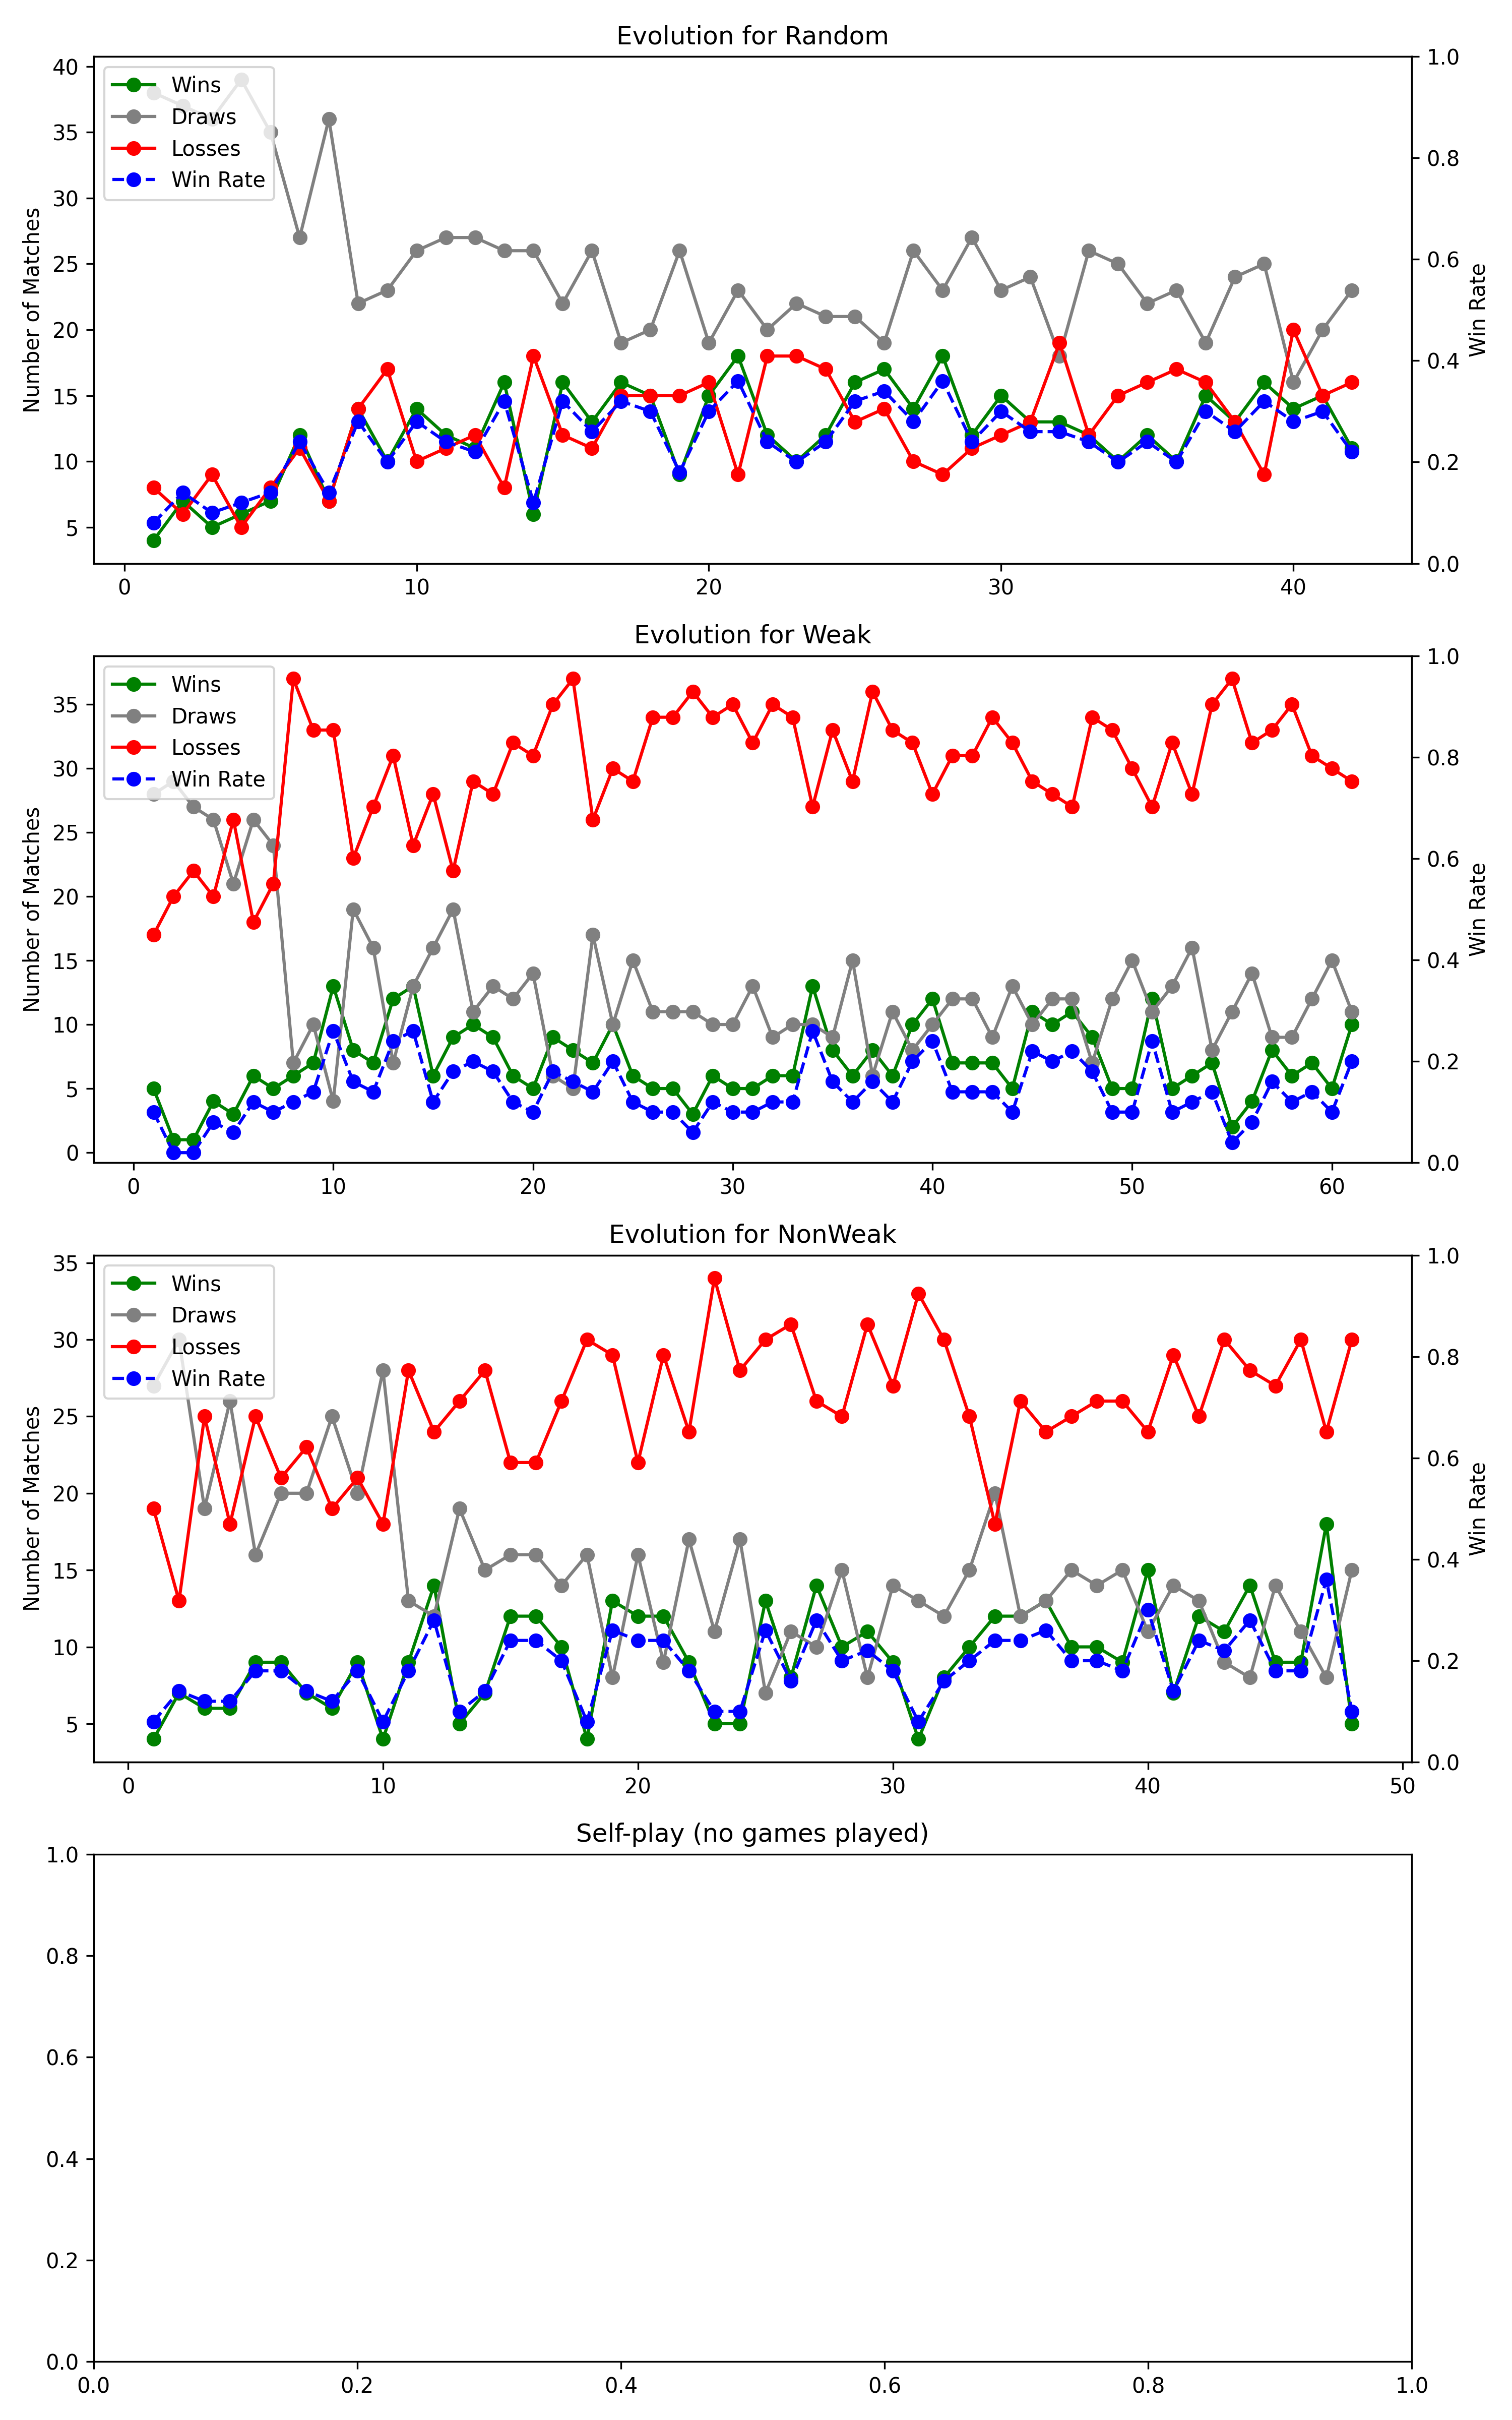 Evolution for Random
Number of Matches
Win Rate
Wins
Draws
Losses
Win Rate
40
35
30
25
20
15
10
5
1.0
0.8
0.6
0.4
0.2
0.0
0 10 20 30 40
Evolution for Weak
Number of Matches
Win Rate
Wins
Draws
Losses
Win Rate
35
30
25
20
15
10
5
0
1.0
0.8
0.6
0.4
0.2
0.0
0 10 20 30 40 50 60
Evolution for NonWeak
Number of Matches
Win Rate
Wins
Draws
Losses
Win Rate
35
30
25
20
15
10
5
1.0
0.8
0.6
0.4
0.2
0.0
0 10 20 30 40 50
Self-play (no games played)
1.0
0.8
0.6
0.4
0.2
0.0
0.0 0.2 0.4 0.6 0.8 1.0